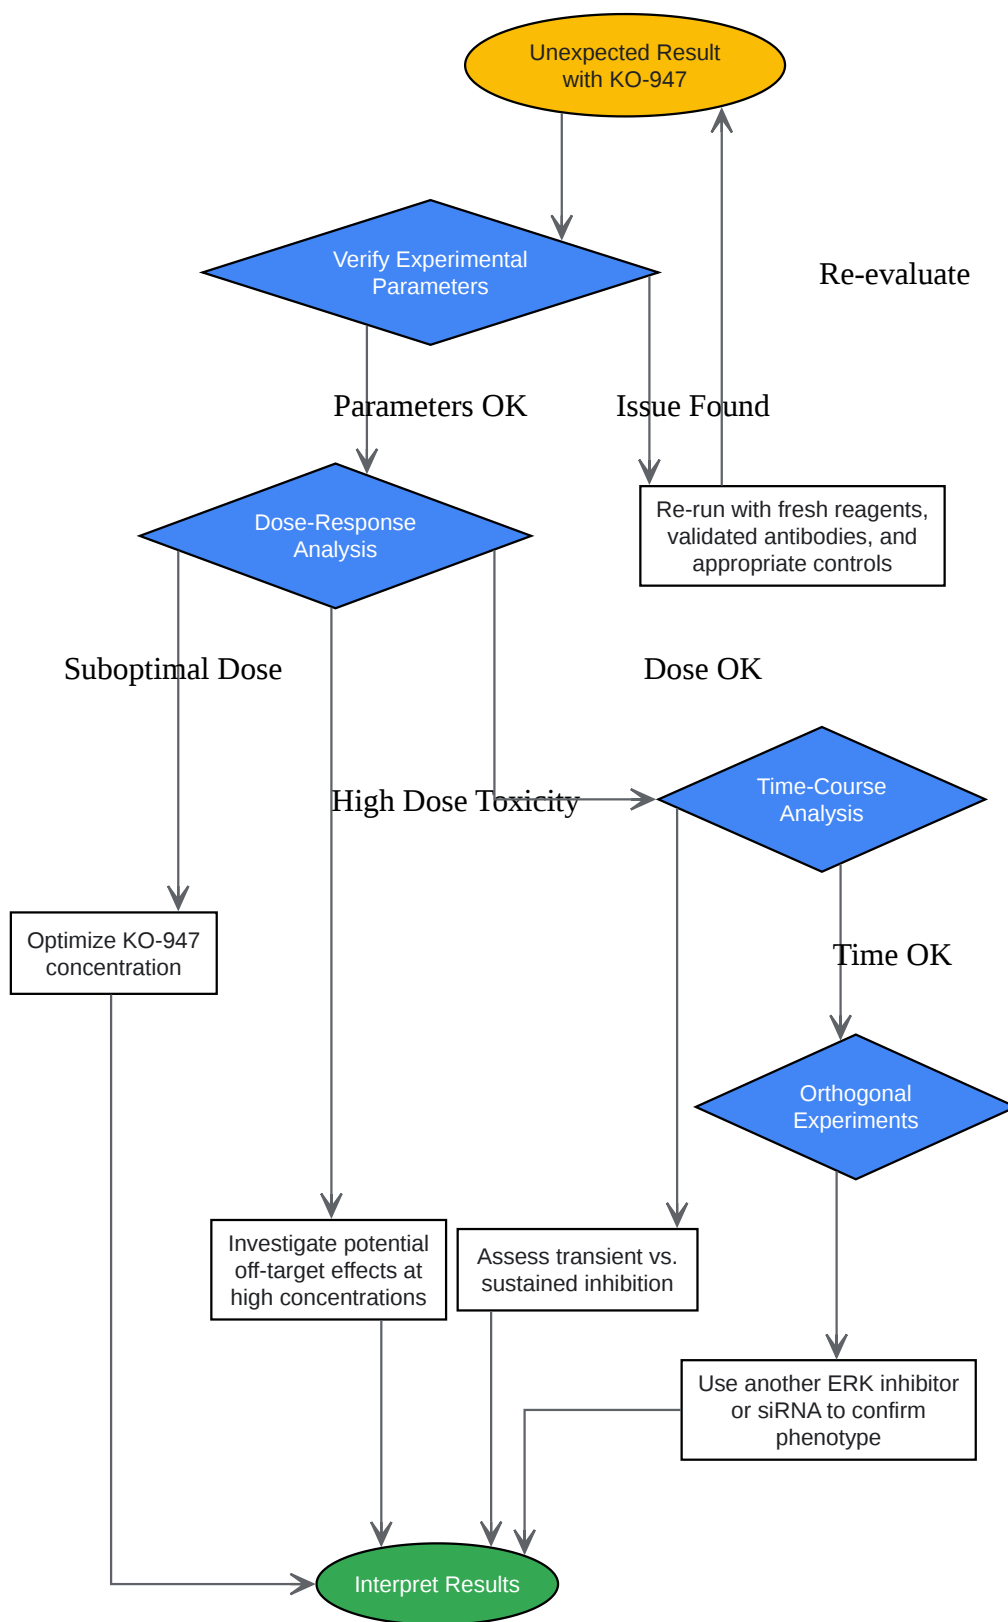 Unexpected Result
with KO-947
Verify Experimental
Parameters
Re-evaluate
Parameters OK
Issue Found
Dose-Response
Analysis
Re-run with fresh reagents,
validated antibodies, and
appropriate controls
Suboptimal Dose
Dose OK
High Dose Toxicity
Time-Course
Analysis
Optimize KO-947
concentration
Time OK
Orthogonal
Experiments
Investigate potential
off-target effects at
high concentrations
Assess transient vs.
sustained inhibition
Use another ERK inhibitor
or siRNA to confirm
phenotype
Interpret Results